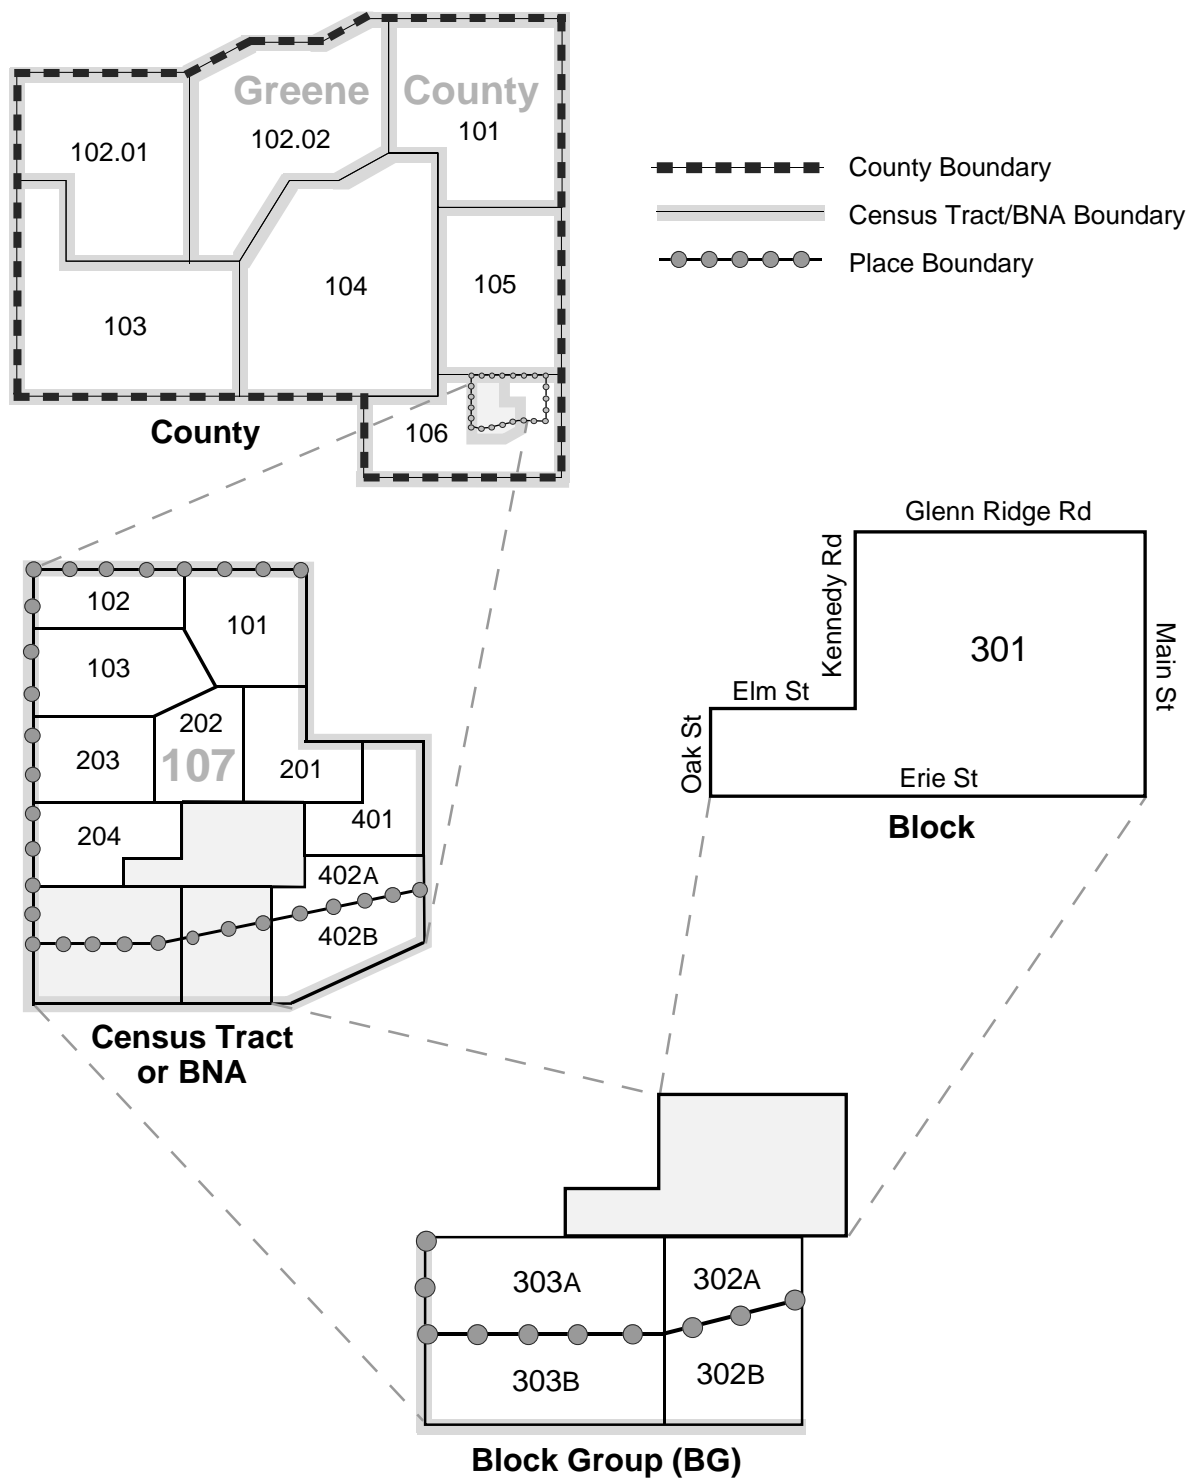 Greene County
102.01
102.02
101
103
104
105
106
County
County Boundary
Census Tract/BNA Boundary
Place Boundary
102
101
103
202
203
107
201
204
401
402A
402B
Census Tract
or BNA
Glenn Ridge Rd
Kennedy Rd
301
Main St
Elm St
Oak St
Erie St
Block
303A
302A
303B
302B
Block Group (BG)